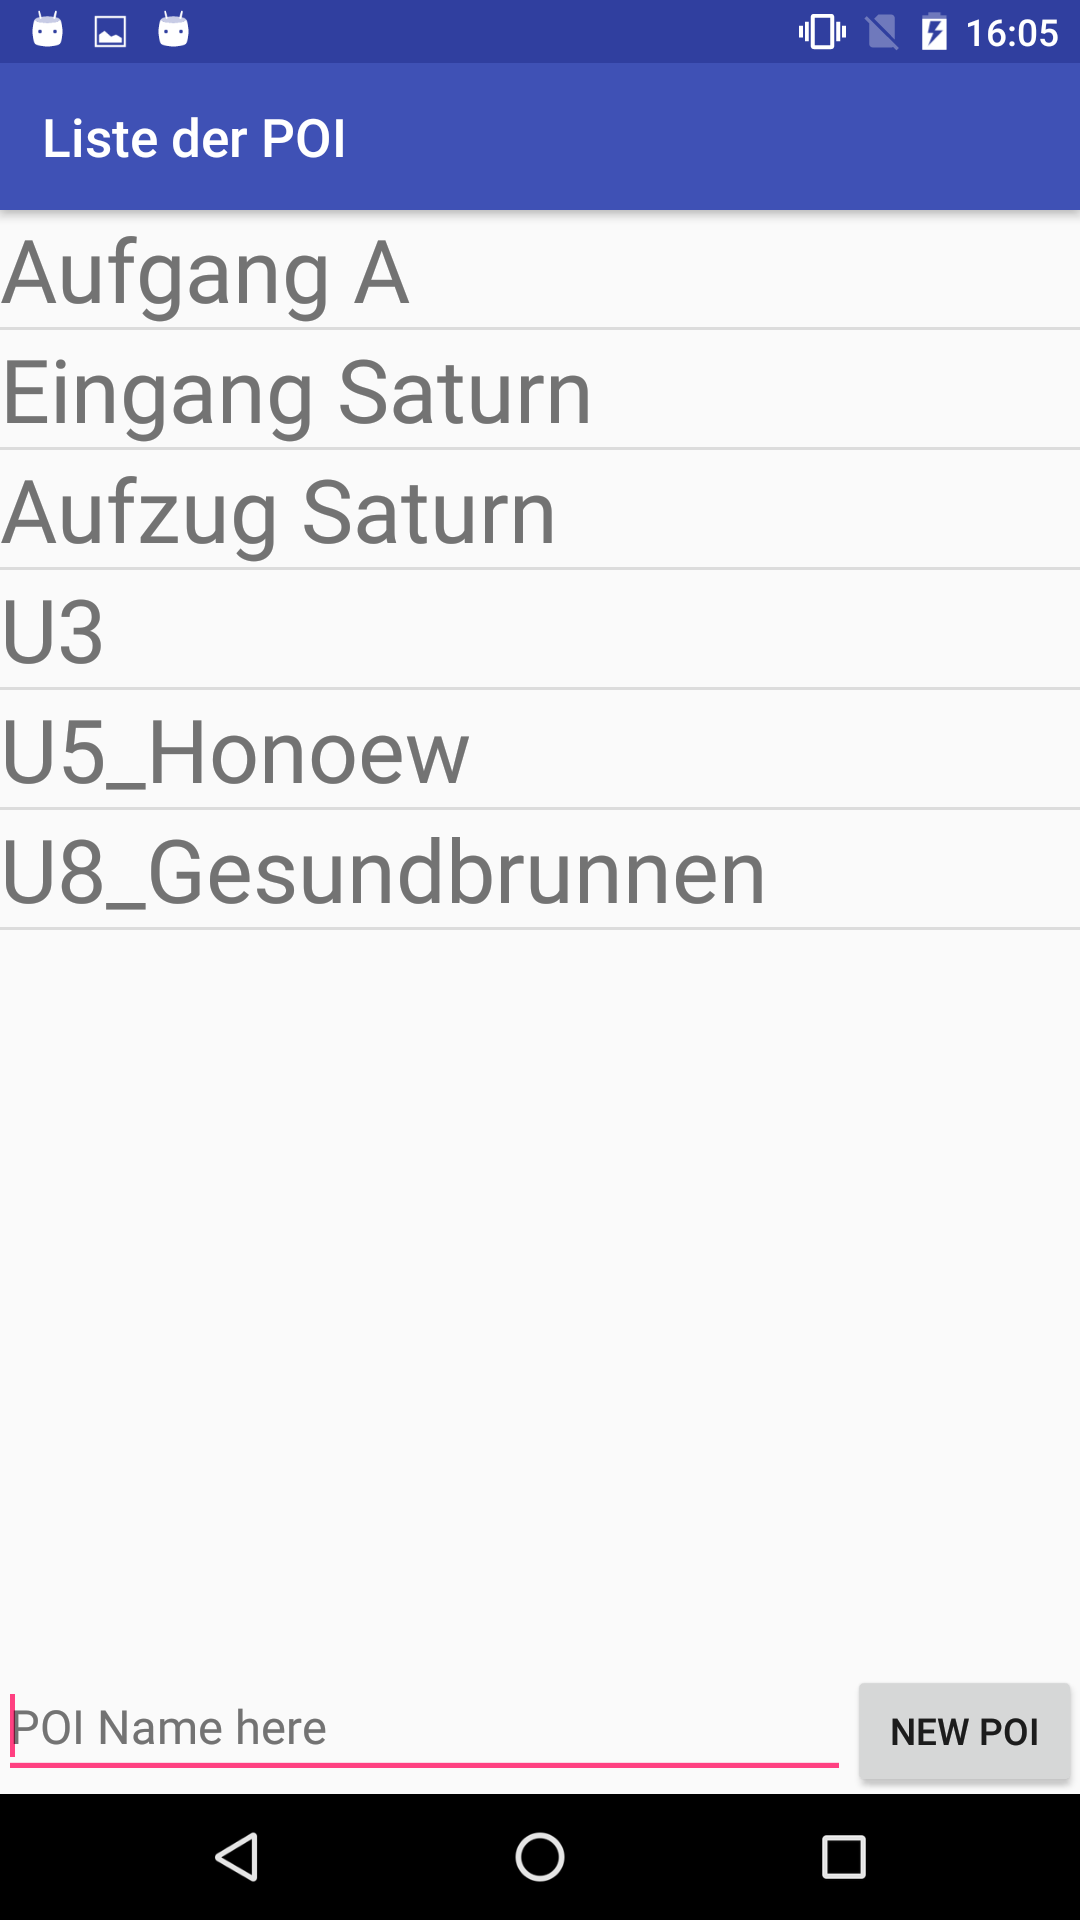 16:05
Liste der POI
Aufgang A
Eingang Saturn
Aufzug Saturn
U3
U5_Honoew
U8_Gesundbrunnen
POI Name here
NEW POI